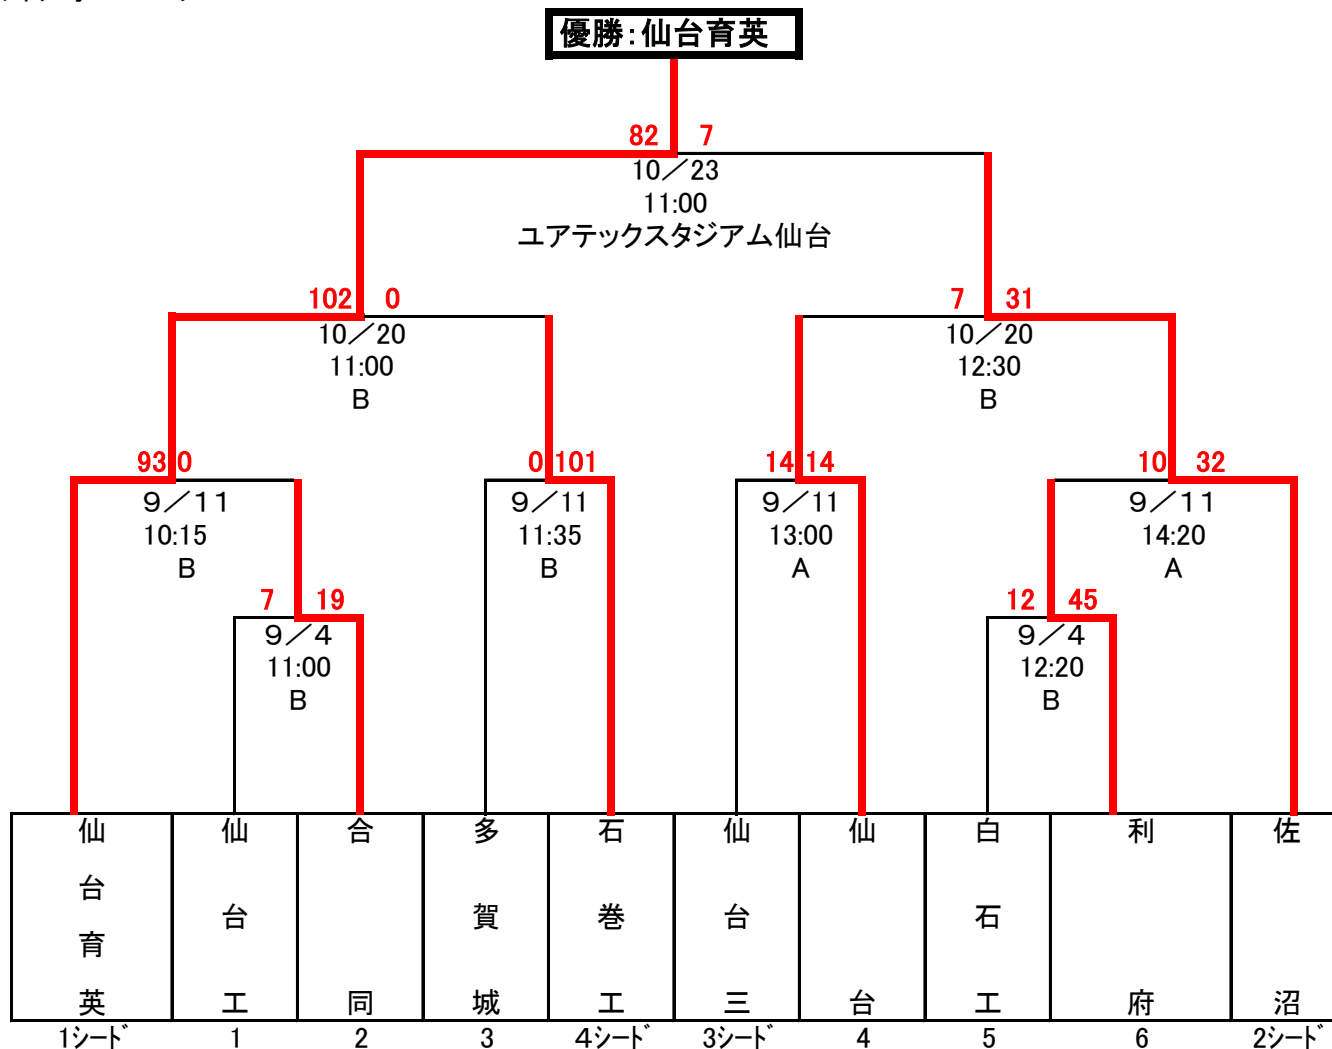 優勝：仙台育英
82 7
10／23
11:00
ユアテックスタジアム仙台
102 0
10／20
11:00
B
7 31
10／20
12:30
B
93 0
9／11
10:15
B
0 101
9／11
11:35
B
14 14
9／11
13:00
A
10 32
9／11
14:20
A
7 19
9／4
11:00
B
12 45
9／4
12:20
B
仙台育英
仙台工
合同
多賀城
石巻工
仙台三
仙台
白石工
利府
佐沼
1シード
1
2
3
4シード
3シード
4
5
6
2シード